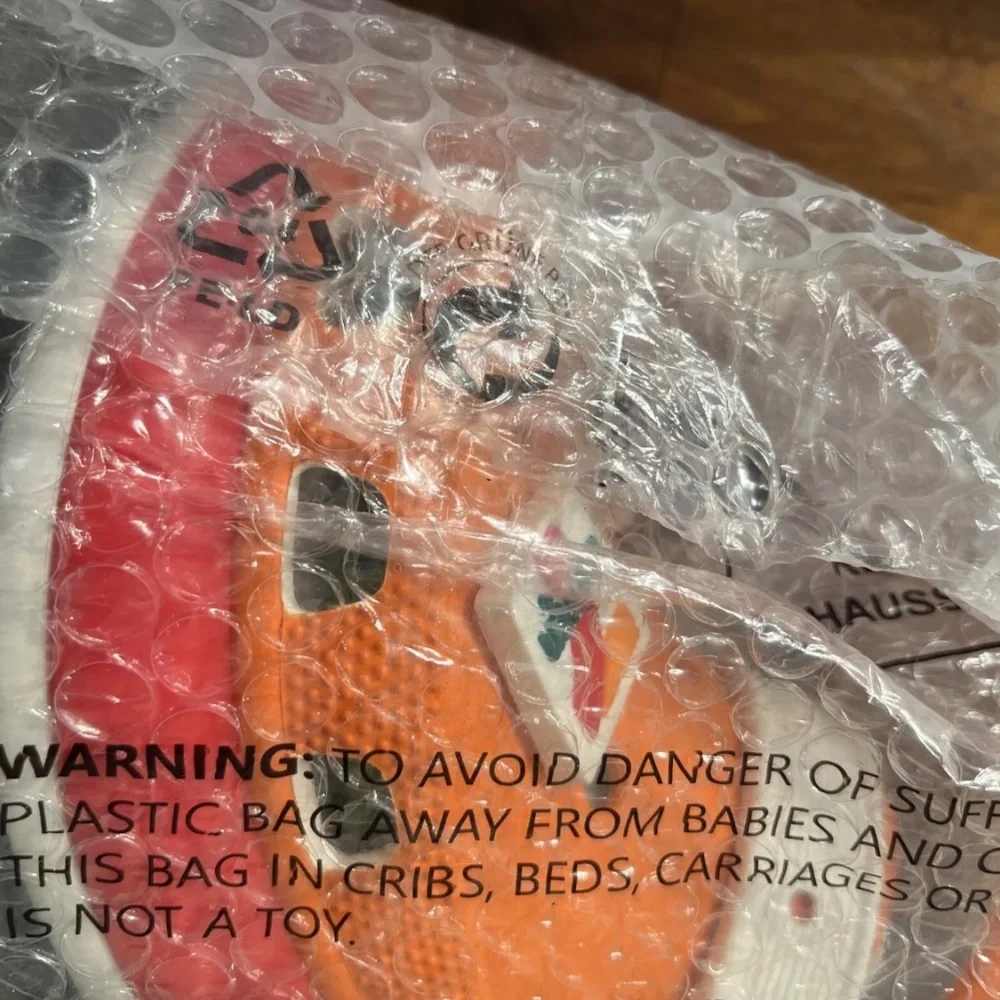 GRÜNE P
HAUSS
WARNING: TO AVOID DANGER OF SUFF
PLASTIC BAG AWAY FROM BABIES AND C
THIS BAG IN CRIBS, BEDS, CARRIAGES OR
IS NOT A TOY.